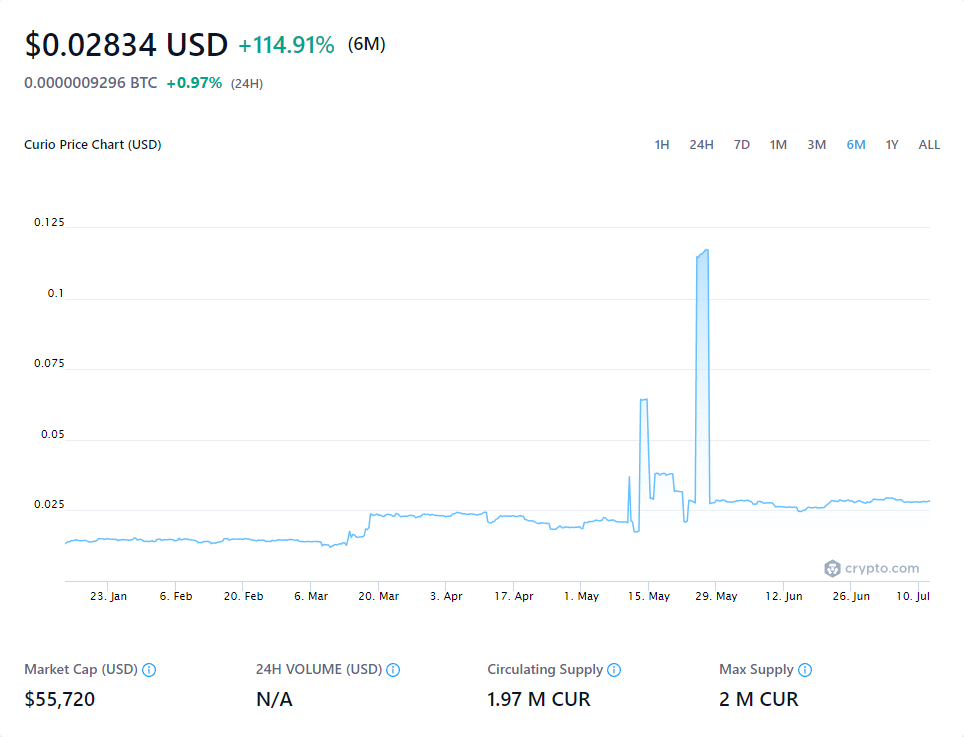 $0.02834 USD +114.91% (6M)
0.0000009296 BTC +0.97% (24H)
Curio Price Chart (USD) 1H 24H 7D 1M 3M 6M 1Y ALL
0.125
0.1
0.075
0.05
0.025
crypto.com
23. Jan 6. Feb 20. Feb 6. Mar 20. Mar 3. Apr 17. Apr 1. May 15. May 29. May 12. Jun 26. Jun 10. Jul
Market Cap (USD) 24H VOLUME (USD) Circulating Supply Max Supply
$55,720 N/A 1.97 M CUR 2 M CUR